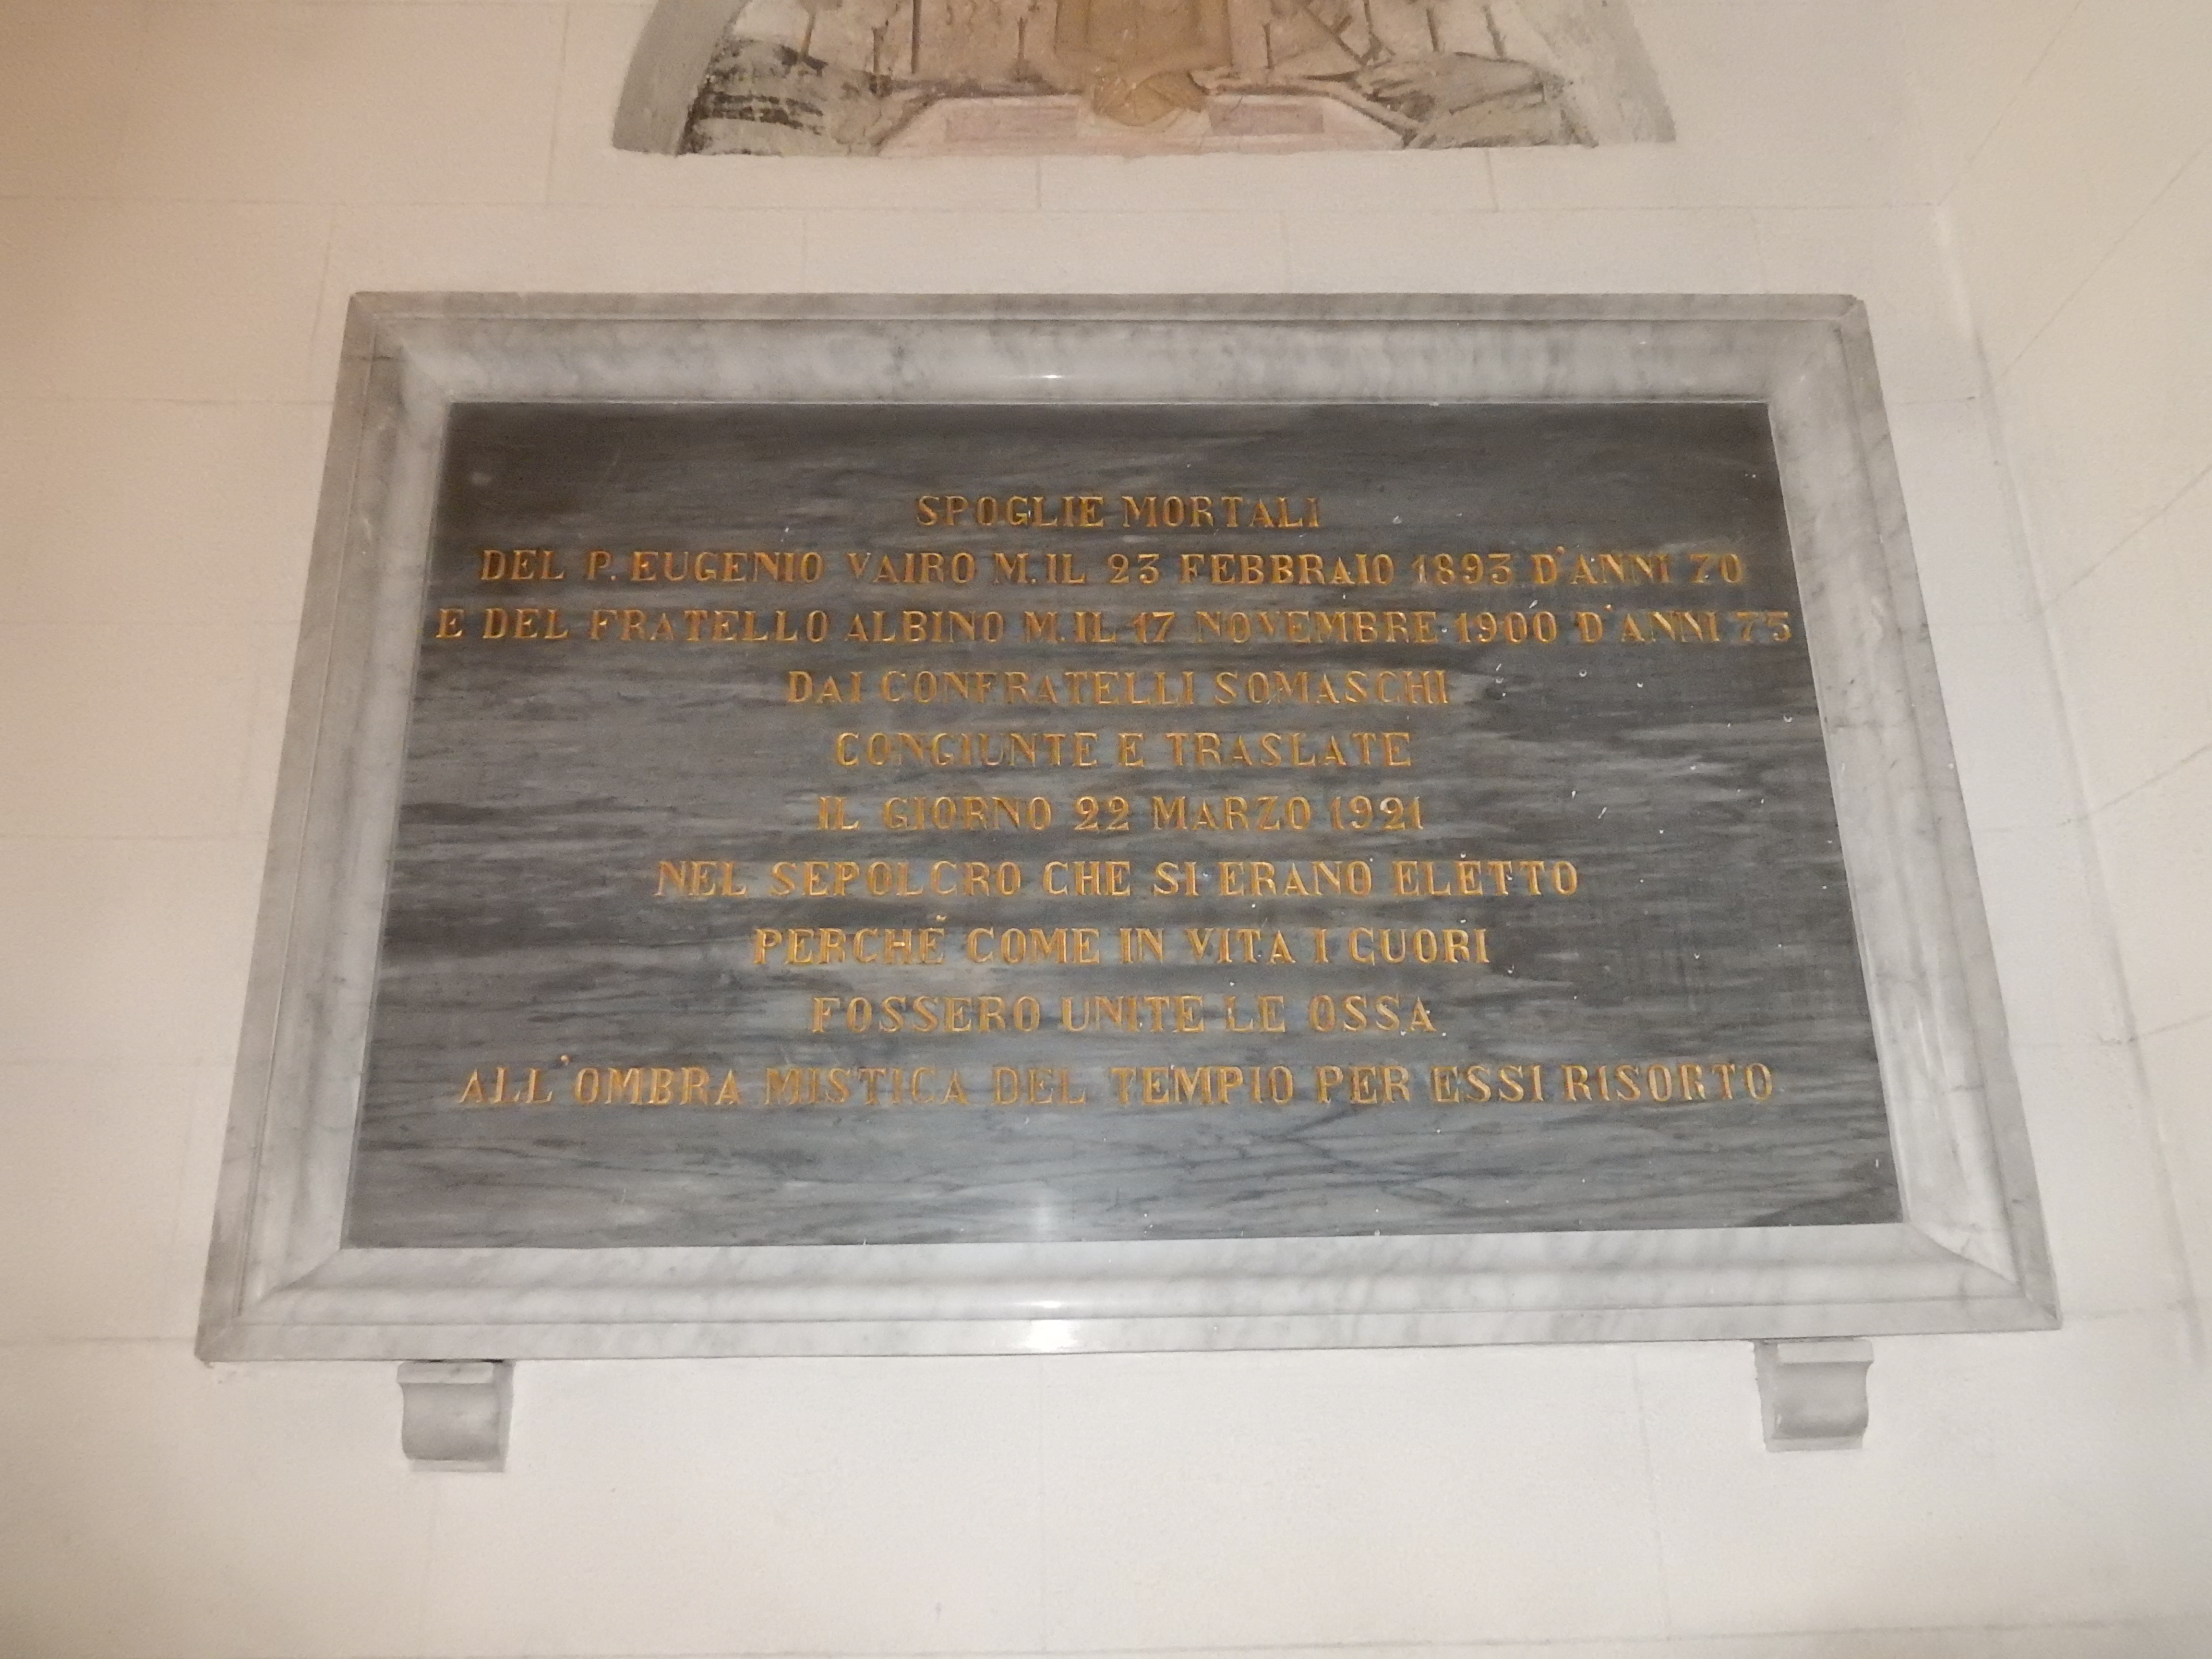 SPOGLIE MORTALI
DEL P. EUGENIO VAIRO M. IL 23 FEBBRAIO 1893 D'ANNI 70
E DEL FRATELLO ALBINO M. IL 17 NOVEMBRE 1900 D'ANNI 75
DAI CONFRATELLI SOMASCHI
CONGIUNTE E TRASLATE
IL GIORNO 22 MARZO 1921
NEL SEPOLCRO CHE SI ERANO ELETTO
PERCHÉ COME IN VITA I CUORI
FOSSERO UNITE LE OSSA
ALL'OMBRA MISTICA DEL TEMPIO PER ESSI RISORTO